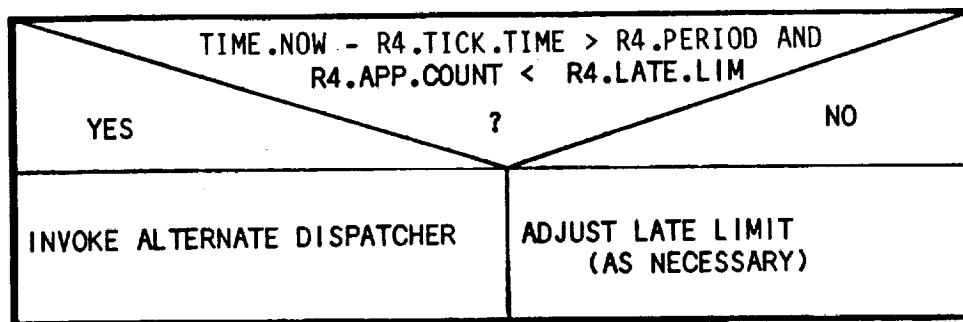 TIME.NOW - R4.TICK.TIME > R4.PERIOD AND
R4.APP.COUNT < R4.LATE.LIM
YES
?
NO
INVOKE ALTERNATE DISPATCHER
ADJUST LATE LIMIT
(AS NECESSARY)